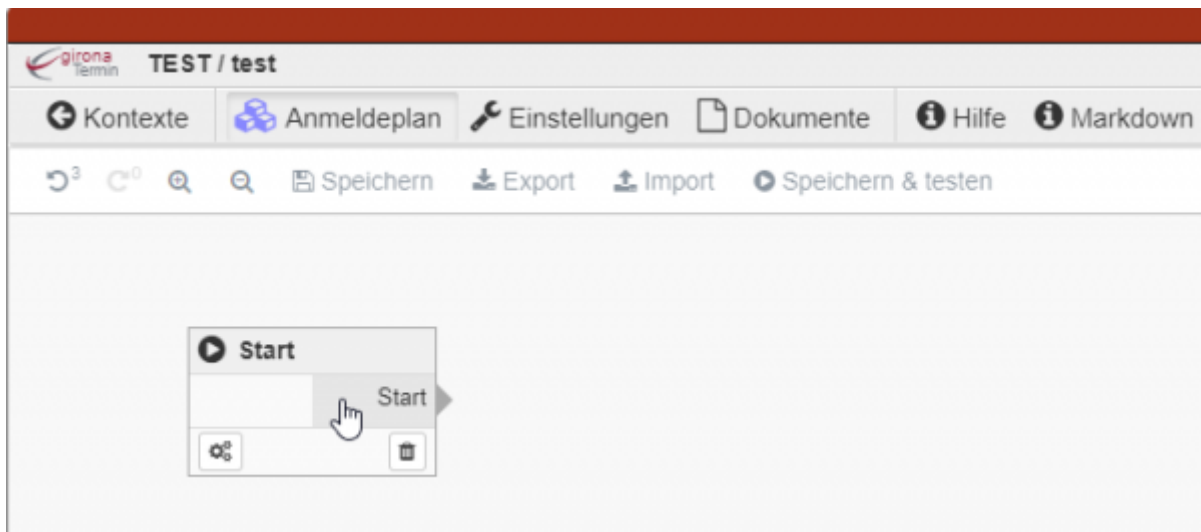 girona
Termin
TEST / test
Kontexte Anmeldeplan Einstellungen Dokumente Hilfe Markdown
3 0 Speichern Export Import Speichern & testen
Start
Start